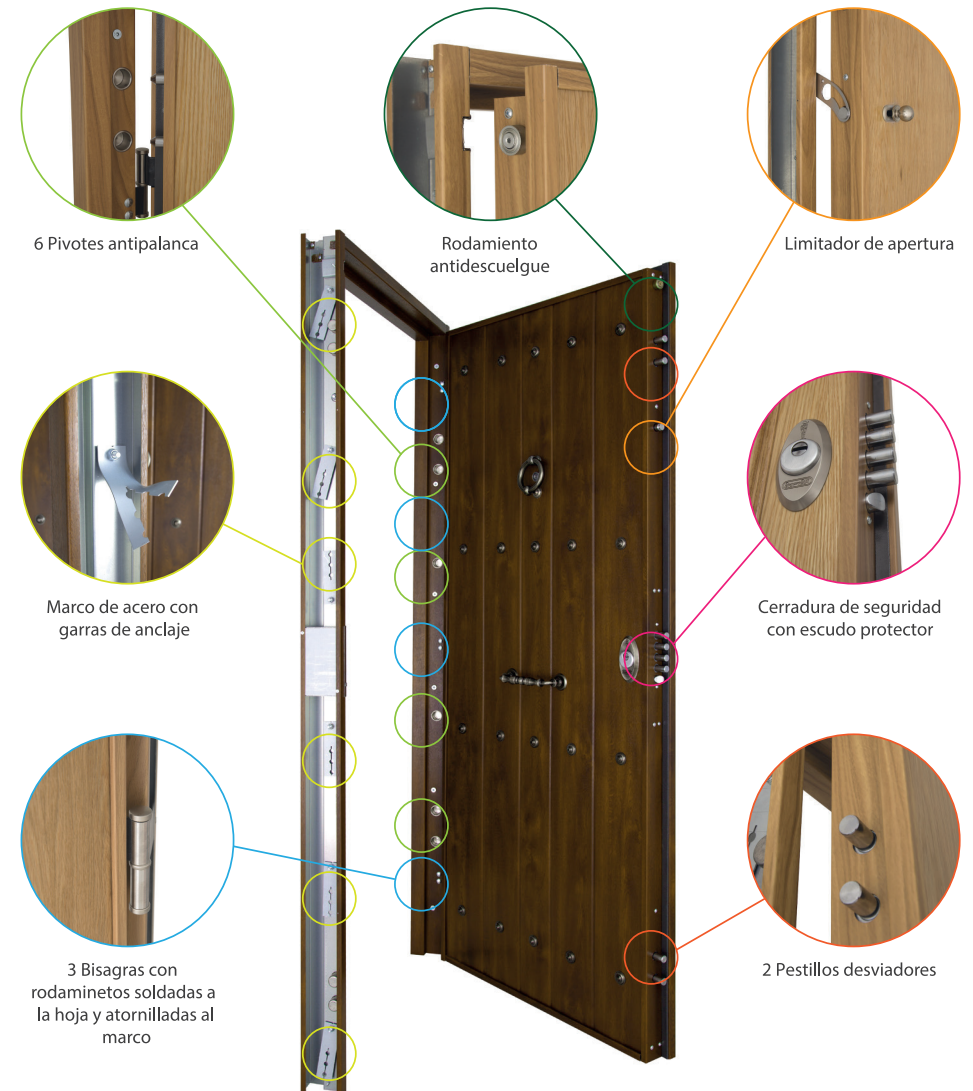 6 Pivotes antipalanca
Rodamiento
antidescuelgue
Limitador de apertura
Marco de acero con
garras de anclaje
Cerradura de seguridad
con escudo protector
3 Bisagras con
rodaminetos soldadas a
la hoja y atornilladas al
marco
2 Pestillos desviadores